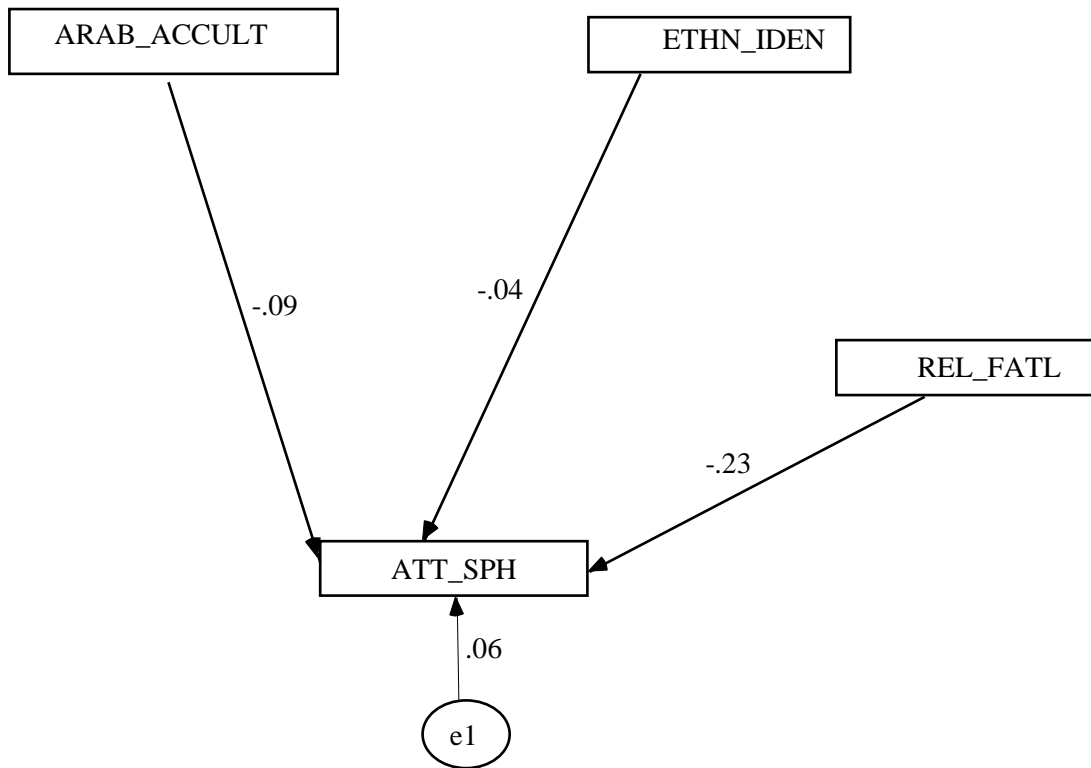 ARAB_ACCULT
ETHN_IDEN
-.09
-.04
REL_FATL
-.23
ATT_SPH
.06
e1